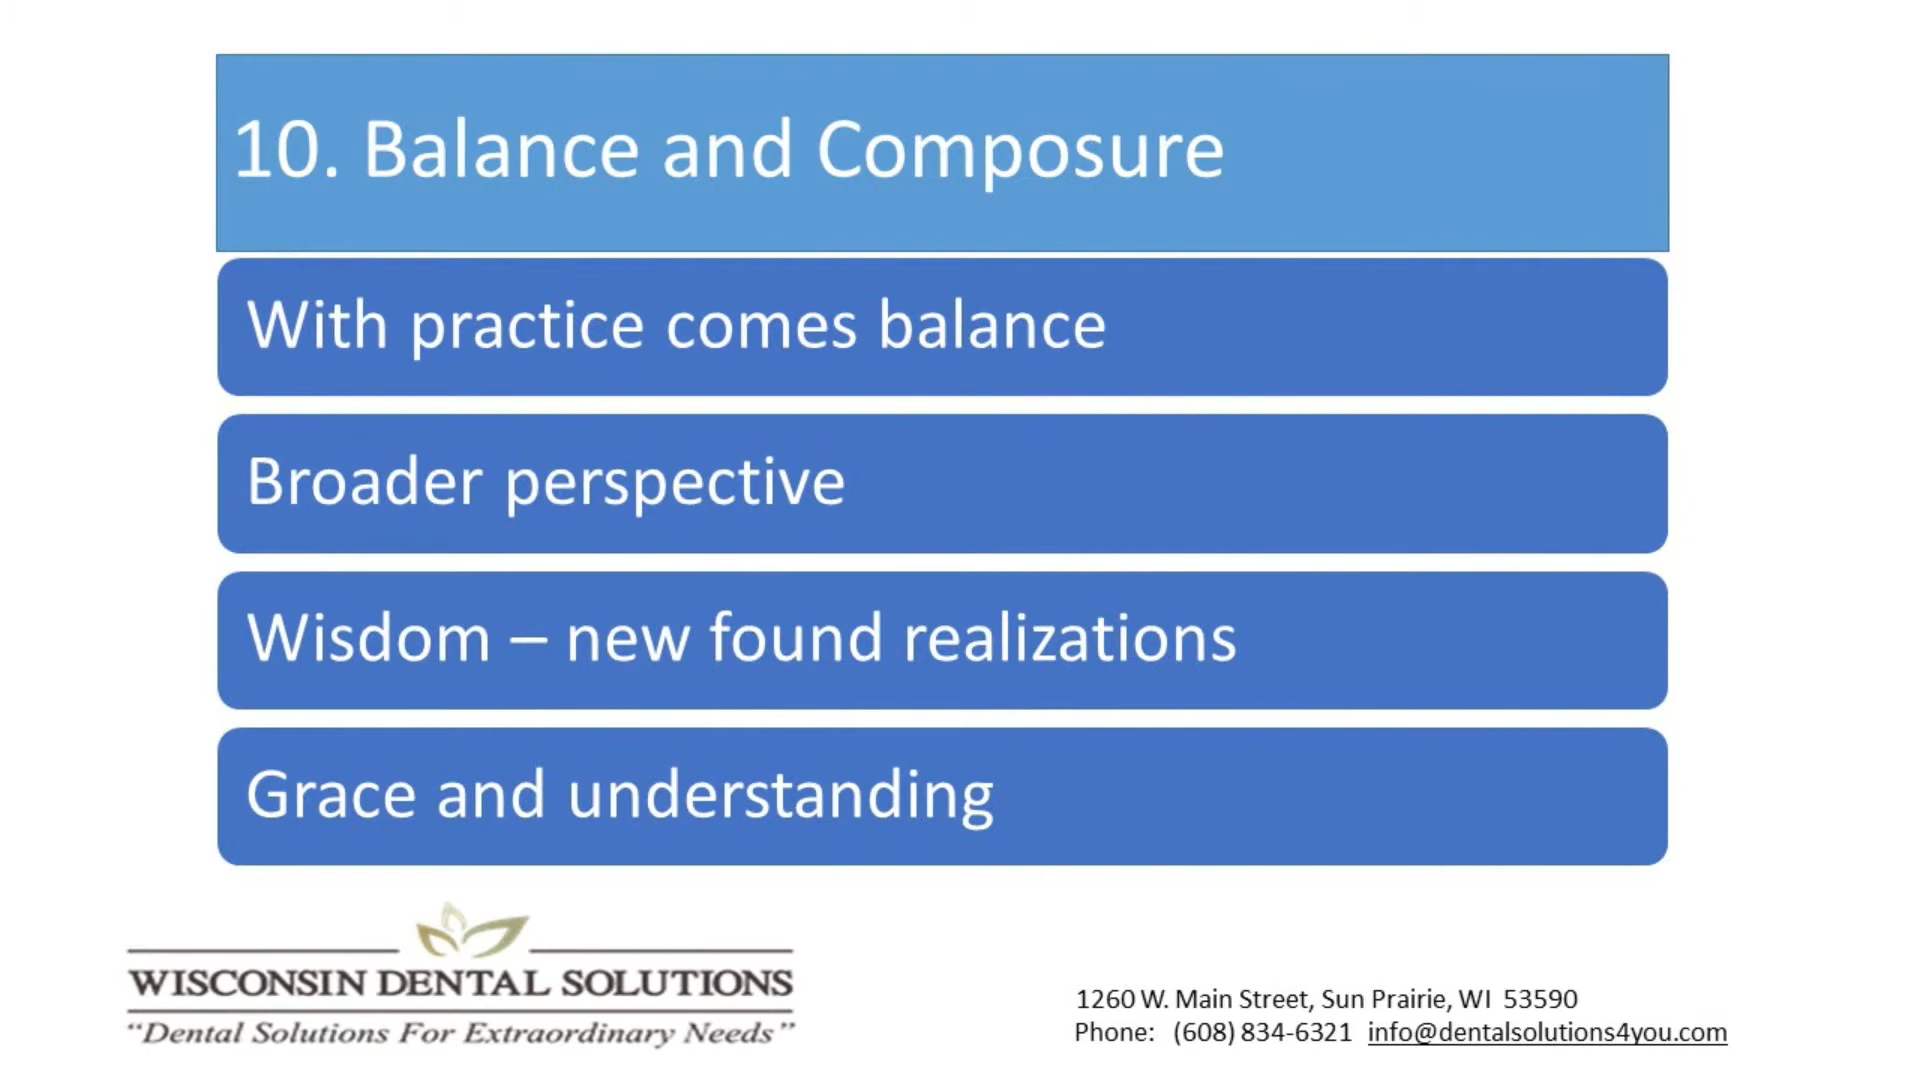 10. Balance and Composure
With practice comes balance
Broader perspective
Wisdom – new found realizations
Grace and understanding
WISCONSIN DENTAL SOLUTIONS
“Dental Solutions For Extraordinary Needs”
1260 W. Main Street, Sun Prairie, WI 53590
Phone: (608) 834-6321 info@dentalsolutions4you.com